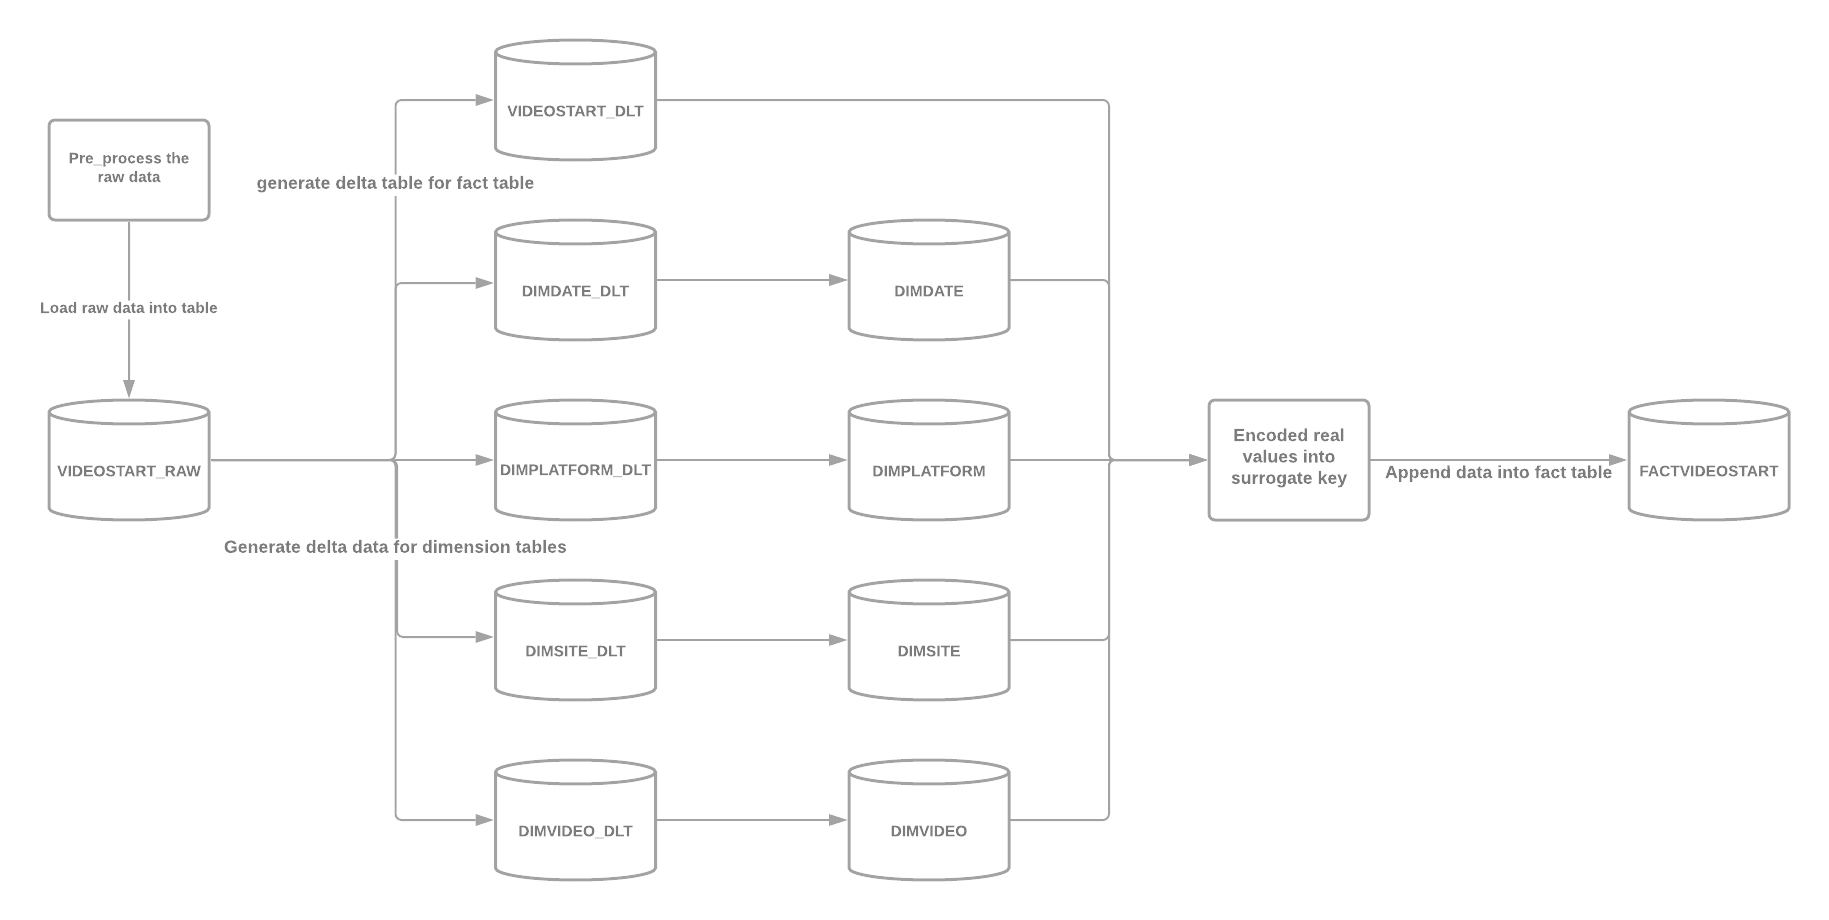 VIDEOSTART_DLT
Pre_process the
raw data
generate delta table for fact table
DIMDATE_DLT
DIMDATE
Load raw data into table
VIDEOSTART_RAW
DIMPLATFORM_DLT
DIMPLATFORM
Encoded real
values into
surrogate key
Append data into fact table
FACTVIDEOSTART
Generate delta data for dimension tables
DIMSITE_DLT
DIMSITE
DIMVIDEO_DLT
DIMVIDEO